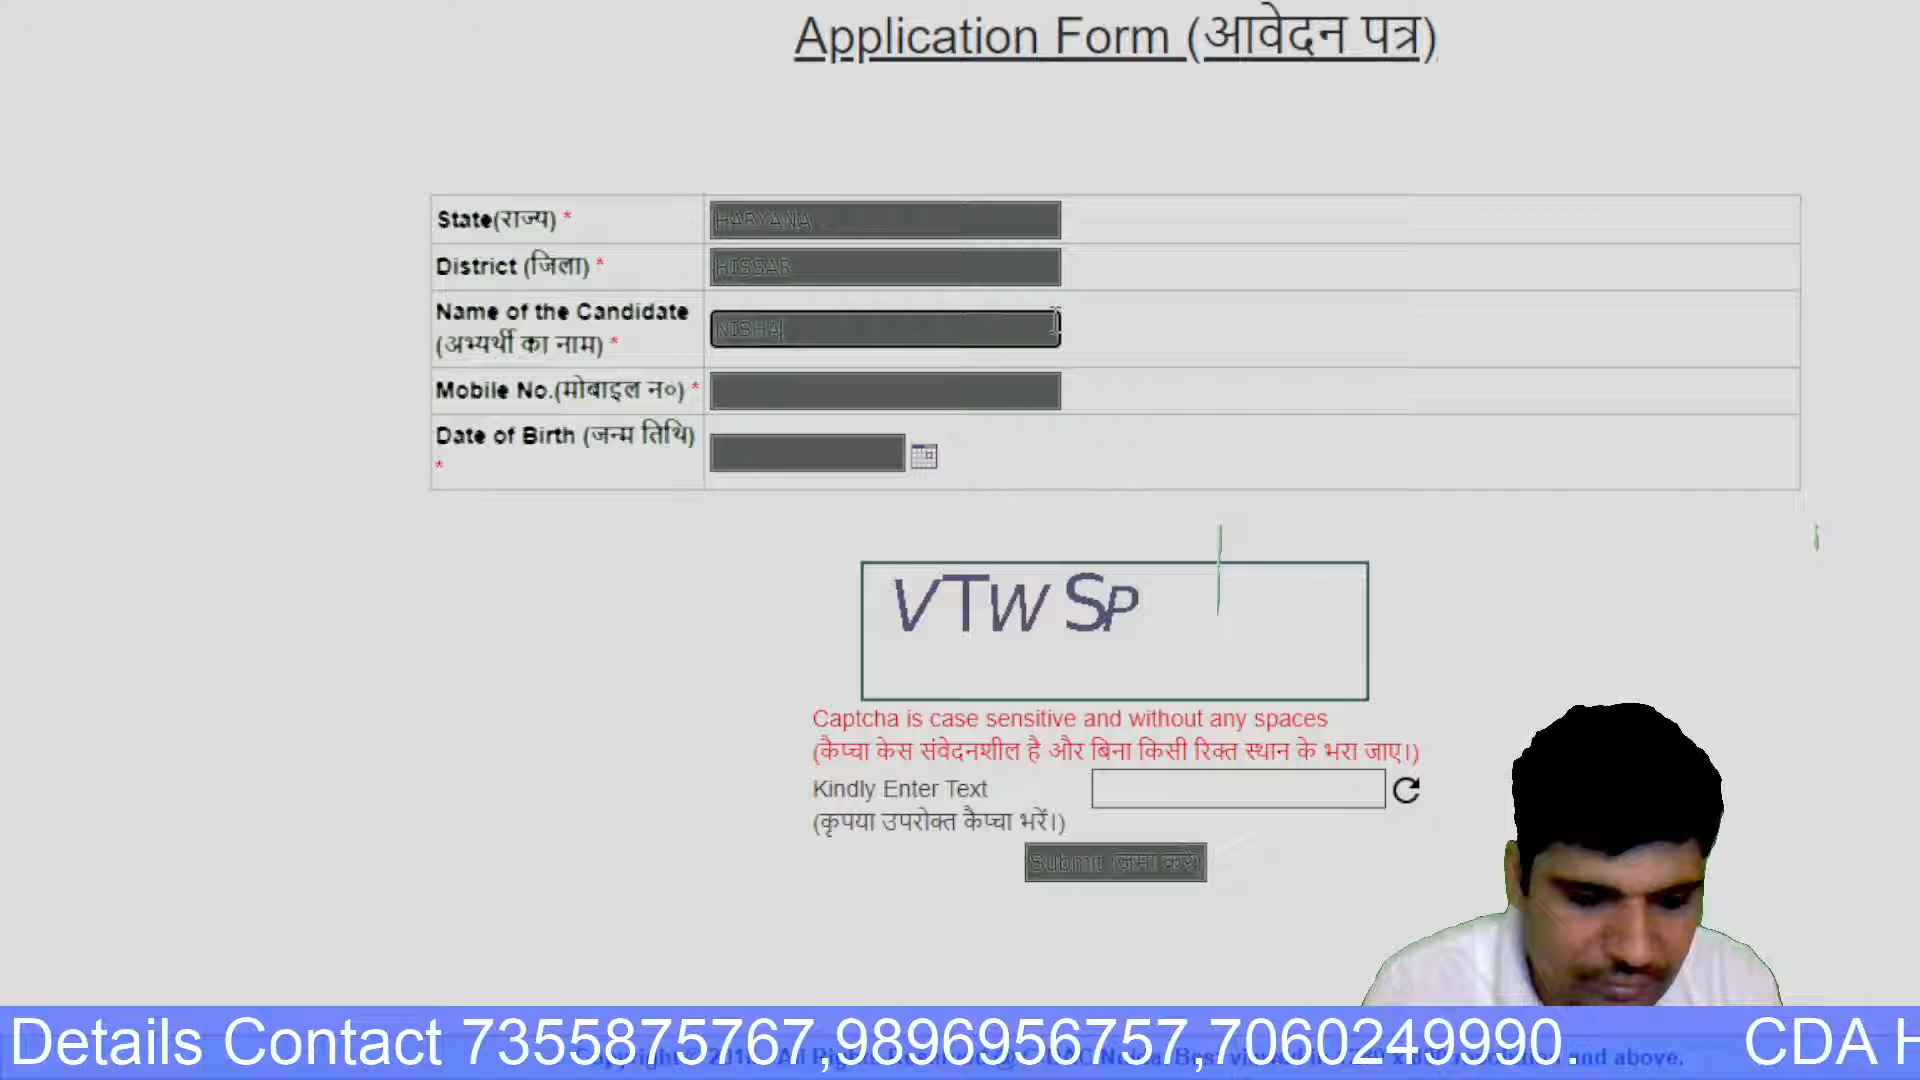 Application Form (आवेदन पत्र)
State(राज्य) *
HARYANA
District (जिला) *
HISSAR
Name of the Candidate
(अभ्यर्थी का नाम) *
NISHA
Mobile No.(मोबाइल न०) *
Date of Birth (जन्म तिथि)
*
VTWSP
Captcha is case sensitive and without any spaces
(कैप्चा केस संवेदनशील है और बिना किसी रिक्त स्थान के भरा जाए।)
Kindly Enter Text
(कृपया उपरोक्त कैप्चा भरें।)
Submit (जमा करे)
Details Contact 7355875767,9896956757,7060249990. CDA H
and above.